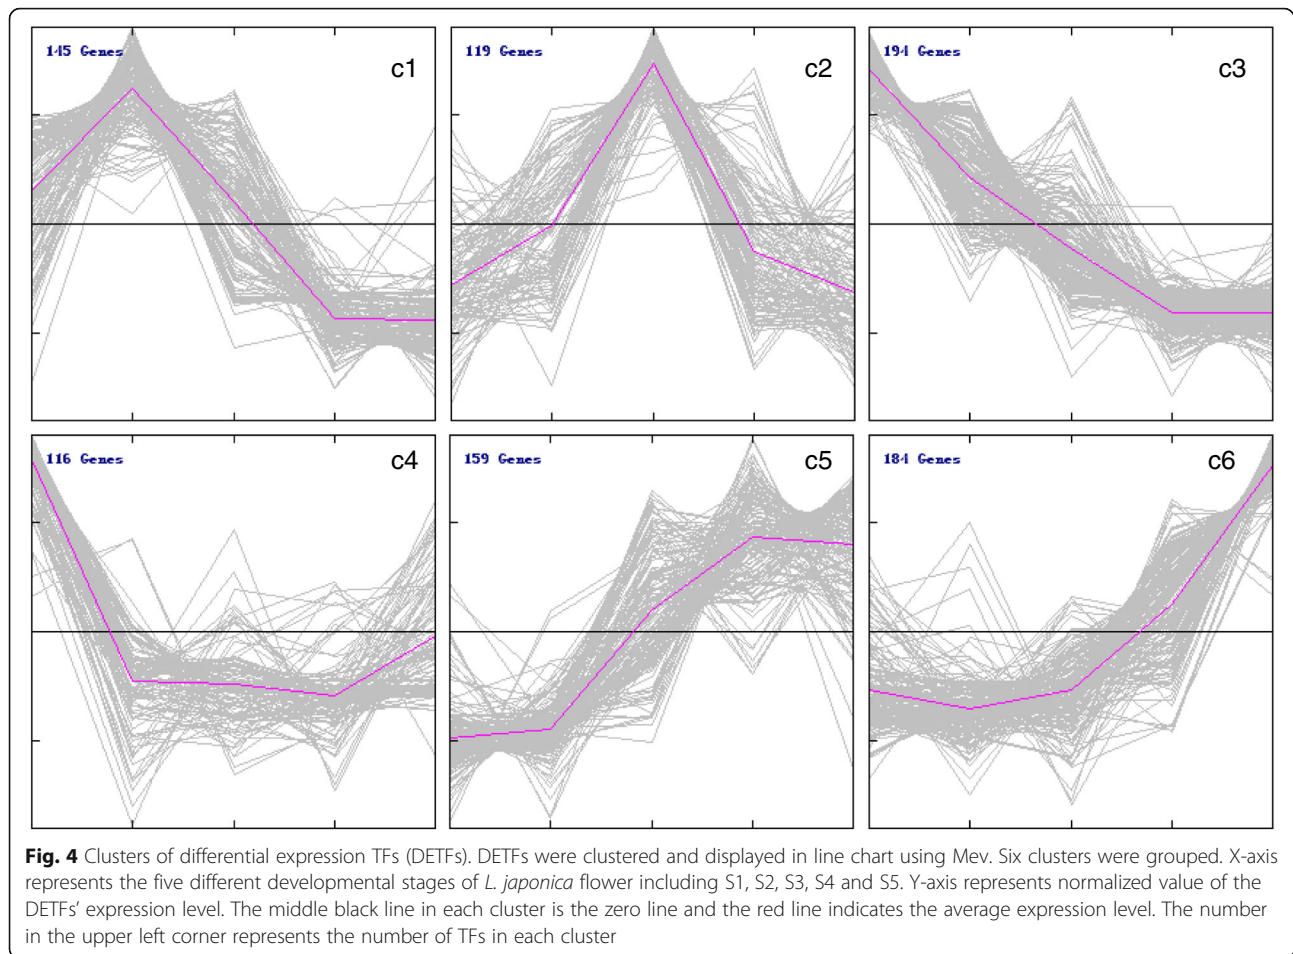 145 Genes
c1
119 Genes
c2
194 Genes
c3
116 Genes
c4
159 Genes
c5
184 Genes
c6
Fig. 4 Clusters of differential expression TFs (DETFs). DETFs were clustered and displayed in line chart using Mev. Six clusters were grouped. X-axis
represents the five different developmental stages of L. japonica flower including S1, S2, S3, S4 and S5. Y-axis represents normalized value of the
DETFs’ expression level. The middle black line in each cluster is the zero line and the red line indicates the average expression level. The number
in the upper left corner represents the number of TFs in each cluster